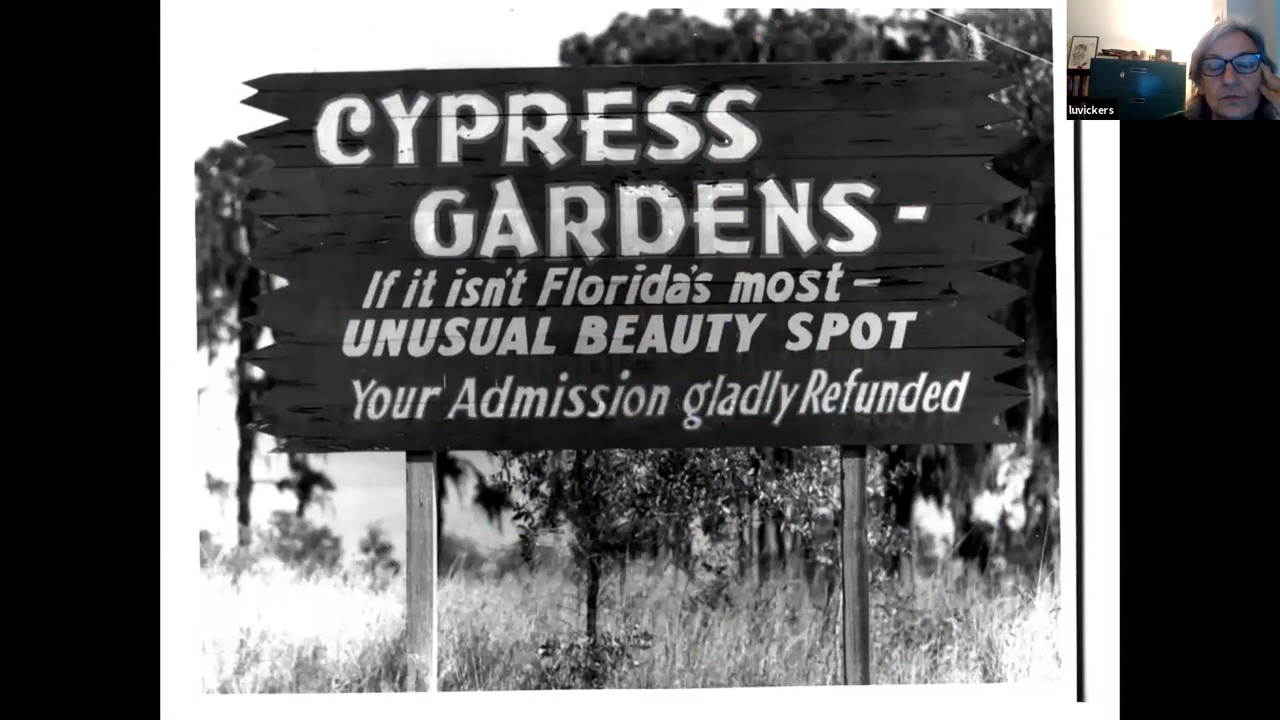 CYPRESS
GARDENS-
If it isn't Florida's most-
UNUSUAL BEAUTY SPOT
Your Admission gladly Refunded
luvickers